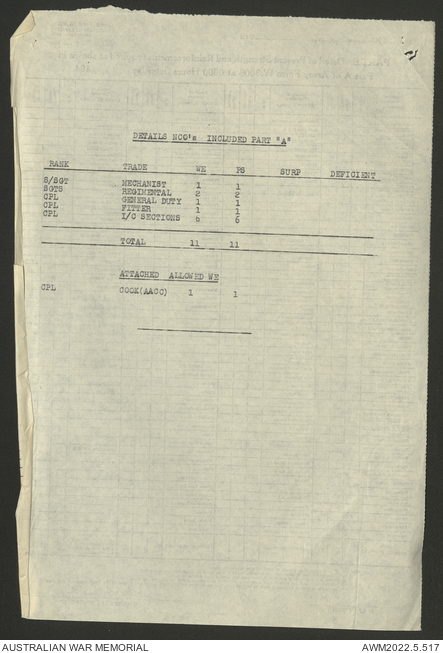 DETAILS NCO's INCLUDED PART "A"
RANK TRADE WE PS SURP DEFICIENT
S/SGT MECHANIST 1 1
SGTS REGIMENTAL 2 2
CPL GENERAL DUTY 1 1
CPL FITTER 1 1
CPL I/C SECTIONS 6 6
TOTAL 11 11
ATTACHED ALLOWED WE
CPL COOK(AACC) 1 1
AUSTRALIAN WAR MEMORIAL AWM2022.5.517